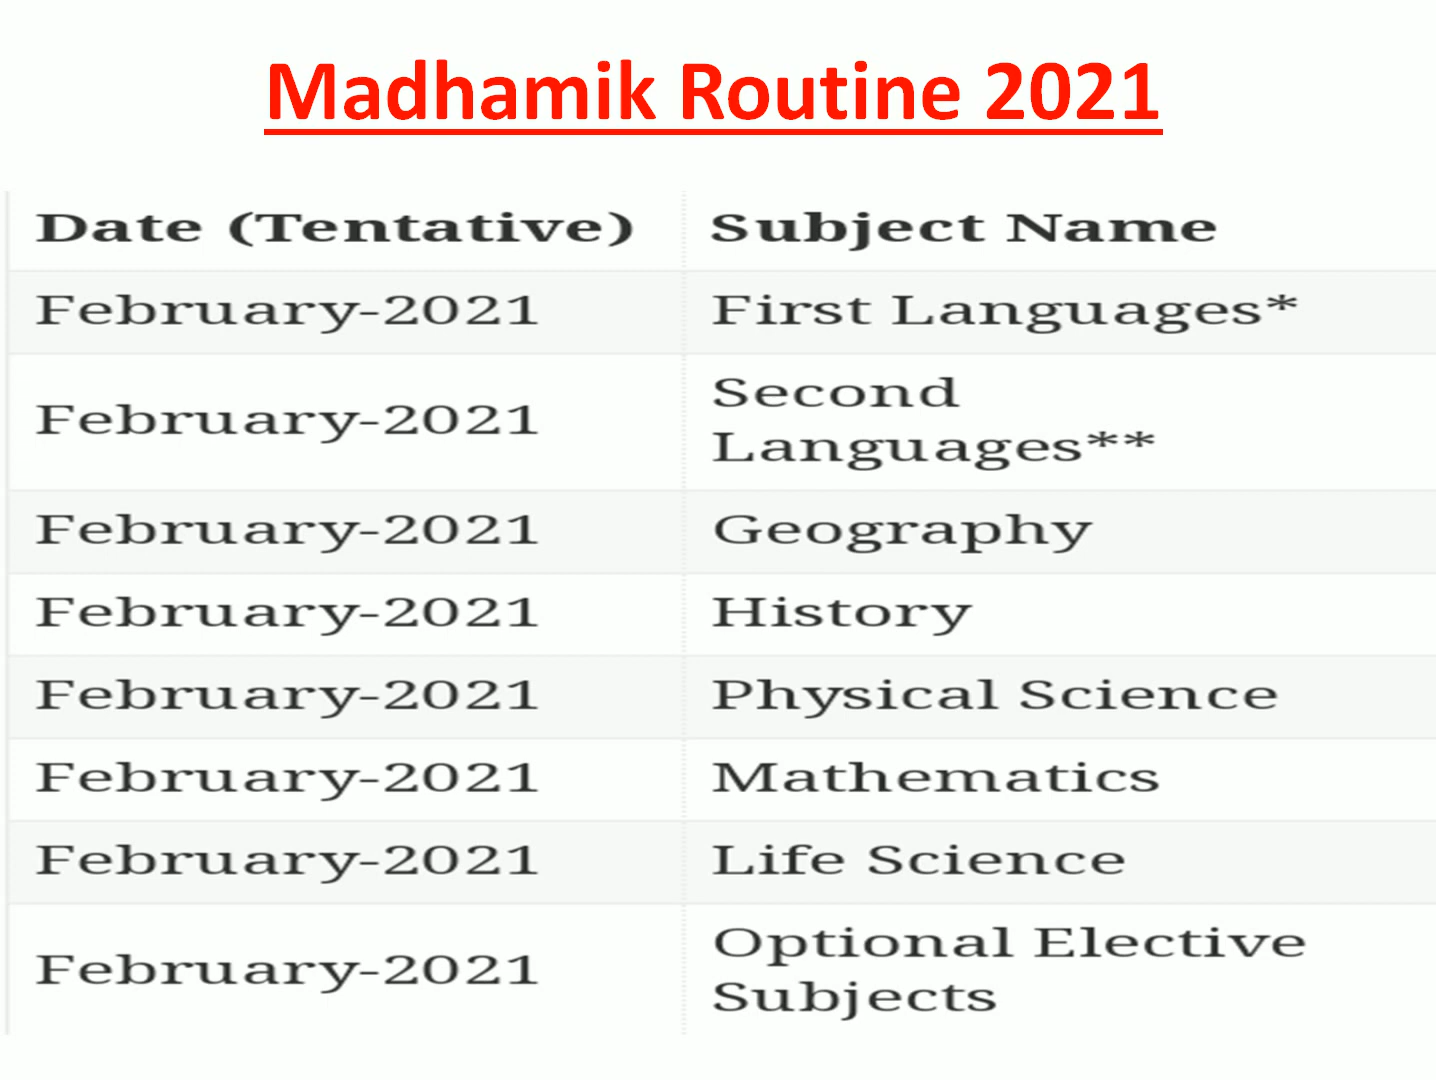 Madhamik Routine 2021
Date (Tentative) Subject Name
February-2021 First Languages*
February-2021 Second
Languages**
February-2021 Geography
February-2021 History
February-2021 Physical Science
February-2021 Mathematics
February-2021 Life Science
February-2021 Optional Elective
Subjects